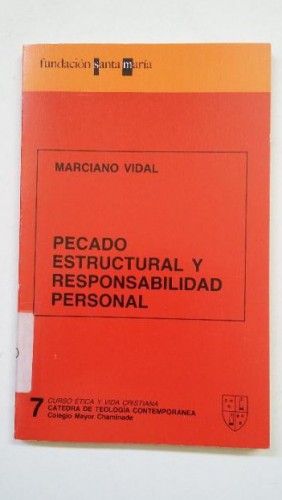 fundación santa maría
MARCIANO VIDAL
PECADO
ESTRUCTURAL Y
RESPONSABILIDAD
PERSONAL
7 CURSO ÉTICA Y VIDA CRISTIANA
CATEDRA DE TEOLOGÍA CONTEMPORÁNEA
Colegio Mayor Chaminade